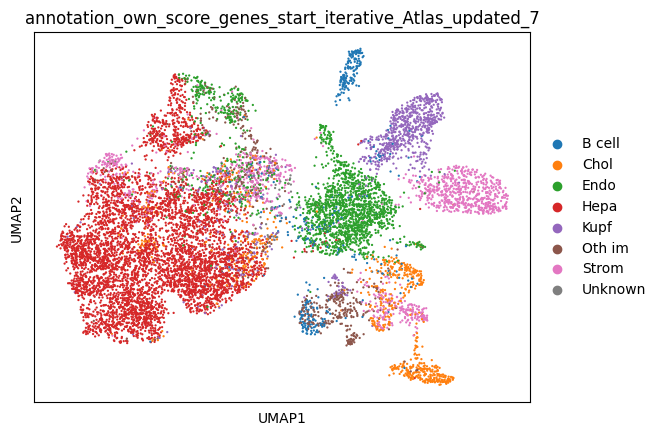 annotation_own_score_genes_start_iterative_Atlas_updated_7
UMAP2
UMAP1
B cell
Chol
Endo
Hepa
Kupf
Oth im
Strom
Unknown